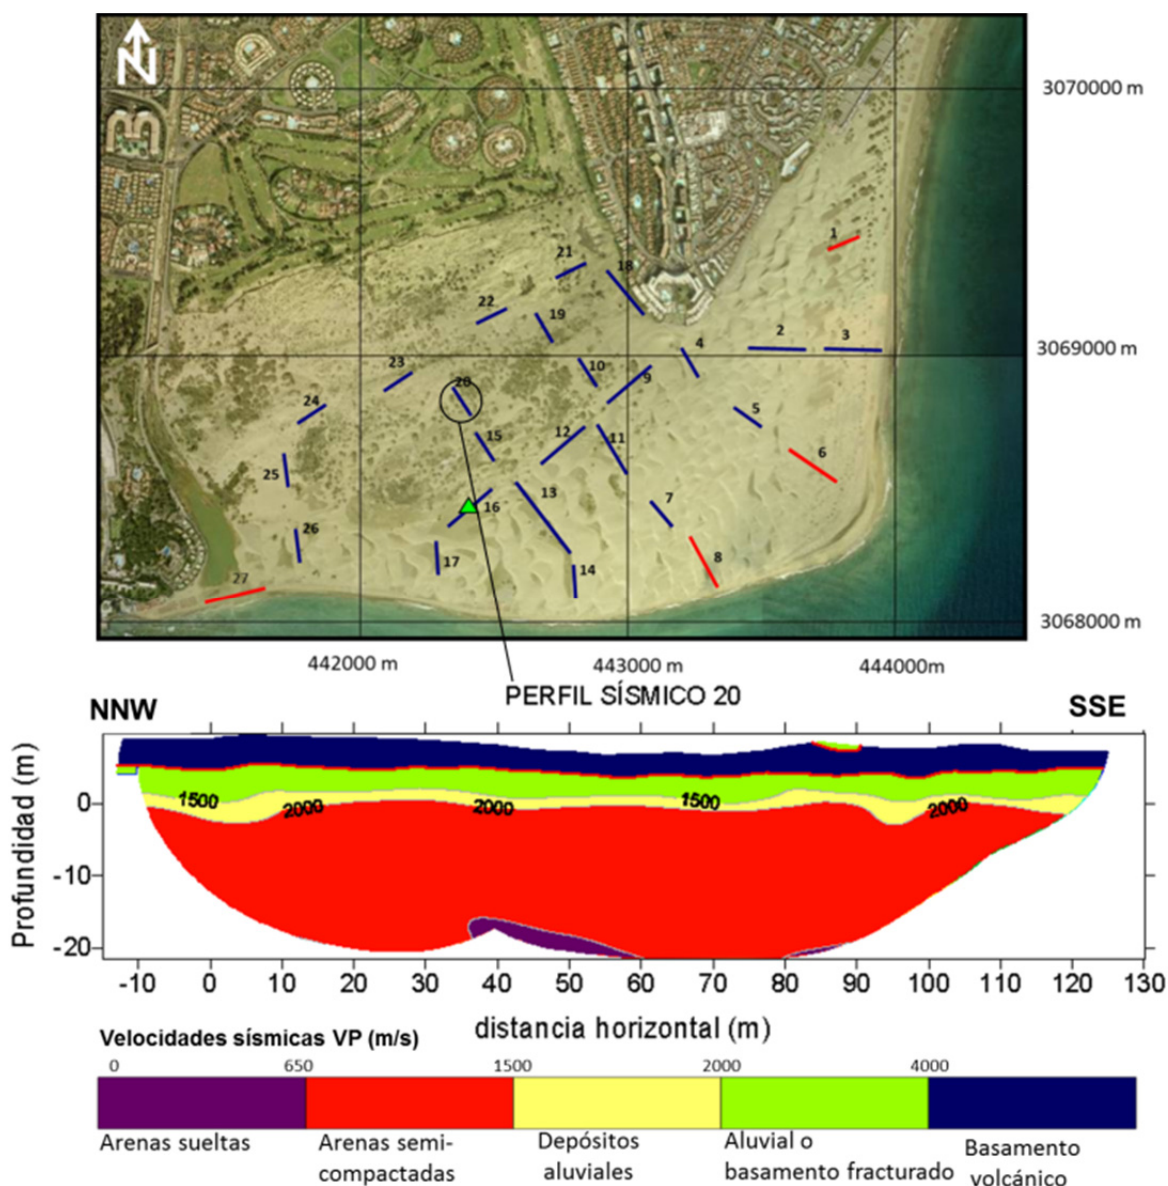 N
3070000 m
1
21
18
22
19
2
3
3069000 m
4
10
9
23
20
24
5
15
12
11
6
25
13
16
7
26
17
14
8
27
3068000 m
442000 m
443000 m
444000m
PERFIL SÍSMICO 20
NNW
SSE
Profundidad (m)
0
-10
-20
1500
2000
2000
1500
2000
-10 0 10 20 30 40 50 60 70 80 90 100 110 120 130
distancia horizontal (m)
Velocidades sísmicas VP (m/s)
0 650 1500 2000 4000
Arenas sueltas
Arenas semi-
compactadas
Depósitos
aluviales
Aluvial o
basamento fracturado
Basamento
volcánico